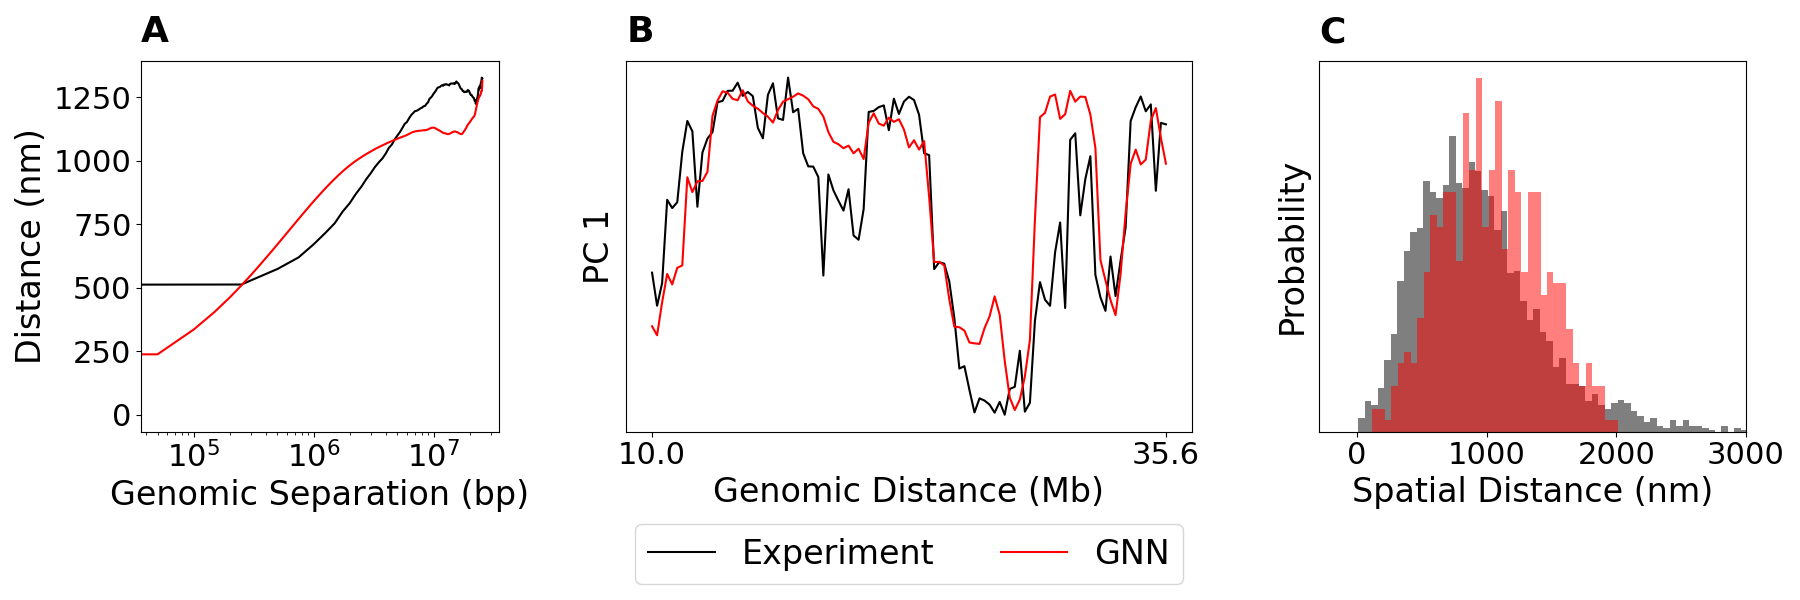 A
B
C
Distance (nm)
1250
1000
750
500
250
0
10^5
10^6
10^7
Genomic Separation (bp)
PC 1
10.0
35.6
Genomic Distance (Mb)
Probability
0
1000
2000
3000
Spatial Distance (nm)
Experiment
GNN